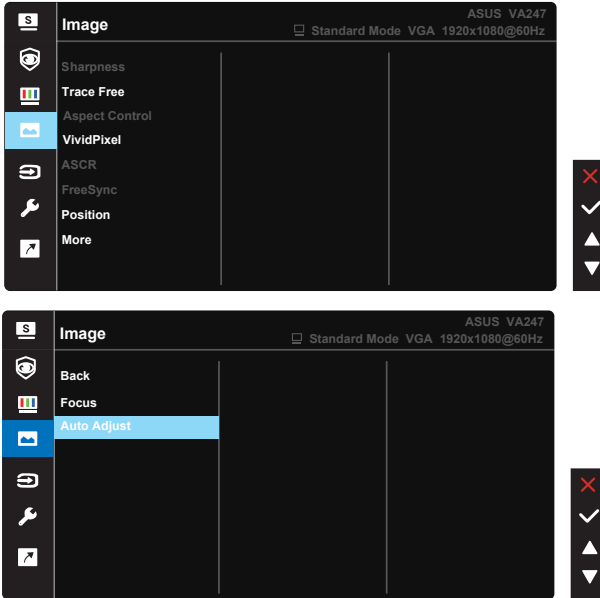 S
Image
ASUS VA247
Standard Mode VGA 1920x1080@60Hz
Sharpness
Trace Free
Aspect Control
VividPixel
ASCR
FreeSync
Position
More
S
Image
ASUS VA247
Standard Mode VGA 1920x1080@60Hz
Back
Focus
Auto Adjust